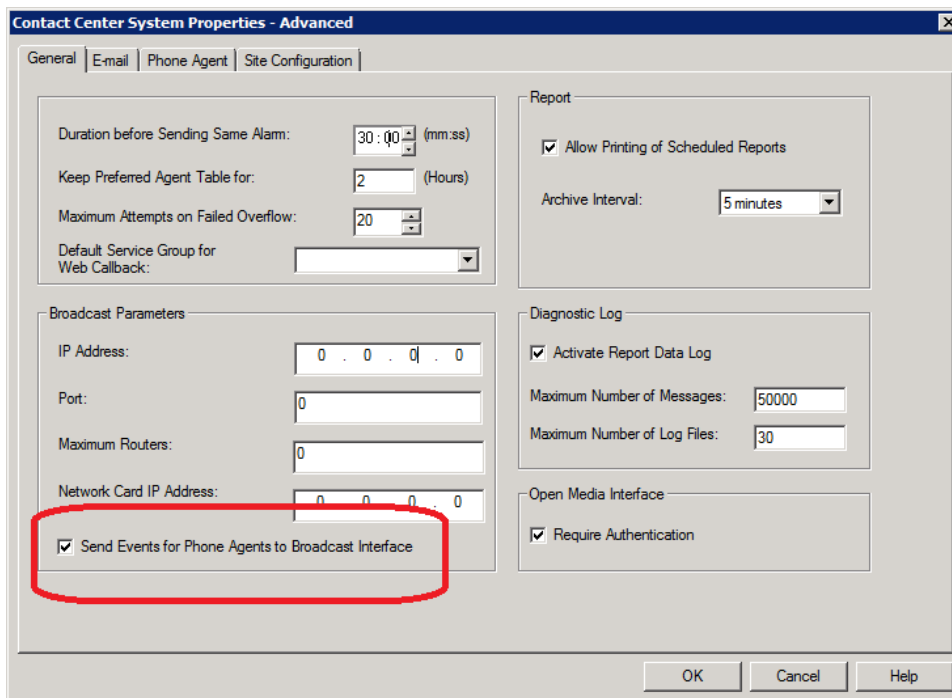 Contact Center System Properties - Advanced
General E-mail Phone Agent Site Configuration
Duration before Sending Same Alarm: 30 : 00 (mm:ss)
Keep Preferred Agent Table for: 2 (Hours)
Maximum Attempts on Failed Overflow: 20
Default Service Group for
Web Callback:
Report
Allow Printing of Scheduled Reports
Archive Interval: 5 minutes
Broadcast Parameters
IP Address: 0 . 0 . 0 . 0
Port: 0
Maximum Routers: 0
Network Card IP Address: 0 . 0 . 0 . 0
Send Events for Phone Agents to Broadcast Interface
Diagnostic Log
Activate Report Data Log
Maximum Number of Messages: 50000
Maximum Number of Log Files: 30
Open Media Interface
Require Authentication
OK Cancel Help